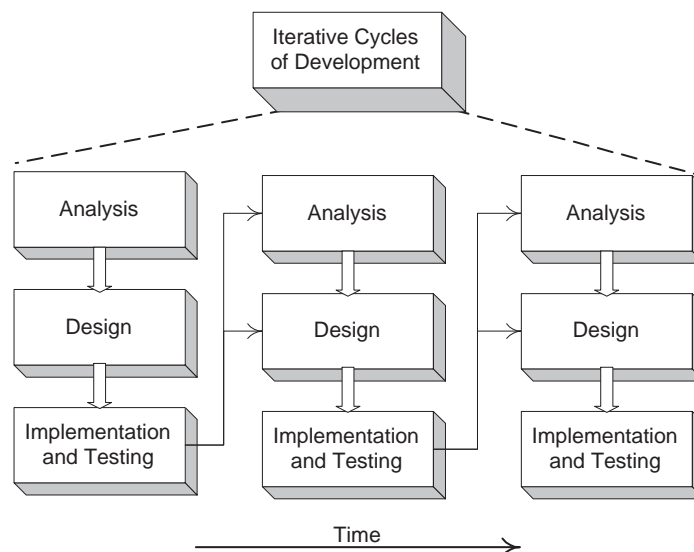 Iterative Cycles
of Development
Analysis
Analysis
Analysis
Design
Design
Design
Implementation
and Testing
Implementation
and Testing
Implementation
and Testing
Time